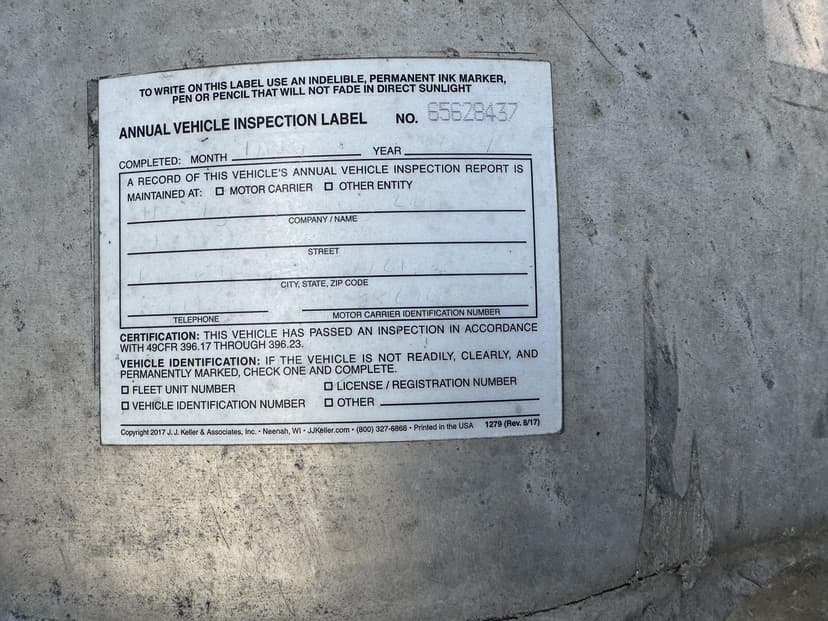 TO WRITE ON THIS LABEL USE AN INDELIBLE, PERMANENT INK MARKER,
PEN OR PENCIL THAT WILL NOT FADE IN DIRECT SUNLIGHT
ANNUAL VEHICLE INSPECTION LABEL NO. 65628437
COMPLETED: MONTH YEAR
A RECORD OF THIS VEHICLE'S ANNUAL VEHICLE INSPECTION REPORT IS
MAINTAINED AT: ☐ MOTOR CARRIER ☐ OTHER ENTITY
COMPANY / NAME
STREET
CITY, STATE, ZIP CODE
TELEPHONE MOTOR CARRIER IDENTIFICATION NUMBER
CERTIFICATION: THIS VEHICLE HAS PASSED AN INSPECTION IN ACCORDANCE
WITH 49CFR 396.17 THROUGH 396.23.
VEHICLE IDENTIFICATION: IF THE VEHICLE IS NOT READILY, CLEARLY, AND
PERMANENTLY MARKED, CHECK ONE AND COMPLETE.
☐ FLEET UNIT NUMBER ☐ LICENSE / REGISTRATION NUMBER
☐ VEHICLE IDENTIFICATION NUMBER ☐ OTHER
Copyright 2017 J. J. Keller & Associates, Inc. • Neenah, WI • JJKeller.com • (800) 327-6868 • Printed in the USA 1279 (Rev. 8/17)